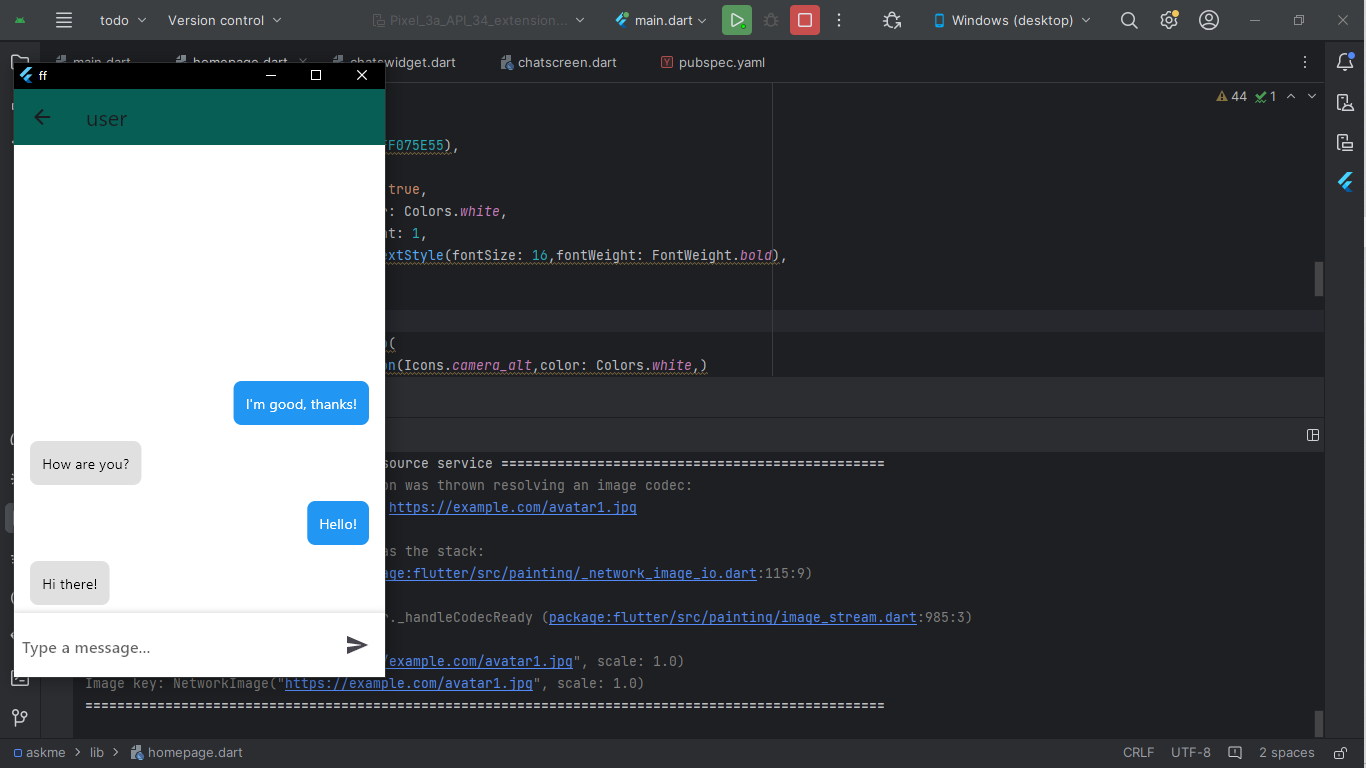 todo Version control Pixel_3a_API_34_extension... main.dart Windows (desktop)
main.dart homepage.dart chatswidget.dart chatscreen.dart pubspec.yaml
ff
44 1
user
FF075E55),
true,
: Colors.white,
nt: 1,
extStyle(fontSize: 16,fontWeight: FontWeight.bold),
(
on(Icons.camera_alt,color: Colors.white,)
I'm good, thanks!
How are you?
Hello!
Hi there!
Type a message...
source service ================================================
on was thrown resolving an image codec:
https://example.com/avatar1.jpg
as the stack:
age:flutter/src/painting/_network_image_io.dart:115:9)
._handleCodecReady (package:flutter/src/painting/image_stream.dart:985:3)
/example.com/avatar1.jpg", scale: 1.0)
Image key: NetworkImage("https://example.com/avatar1.jpg", scale: 1.0)
====================================================================================================
askme > lib > homepage.dart CRLF UTF-8 2 spaces